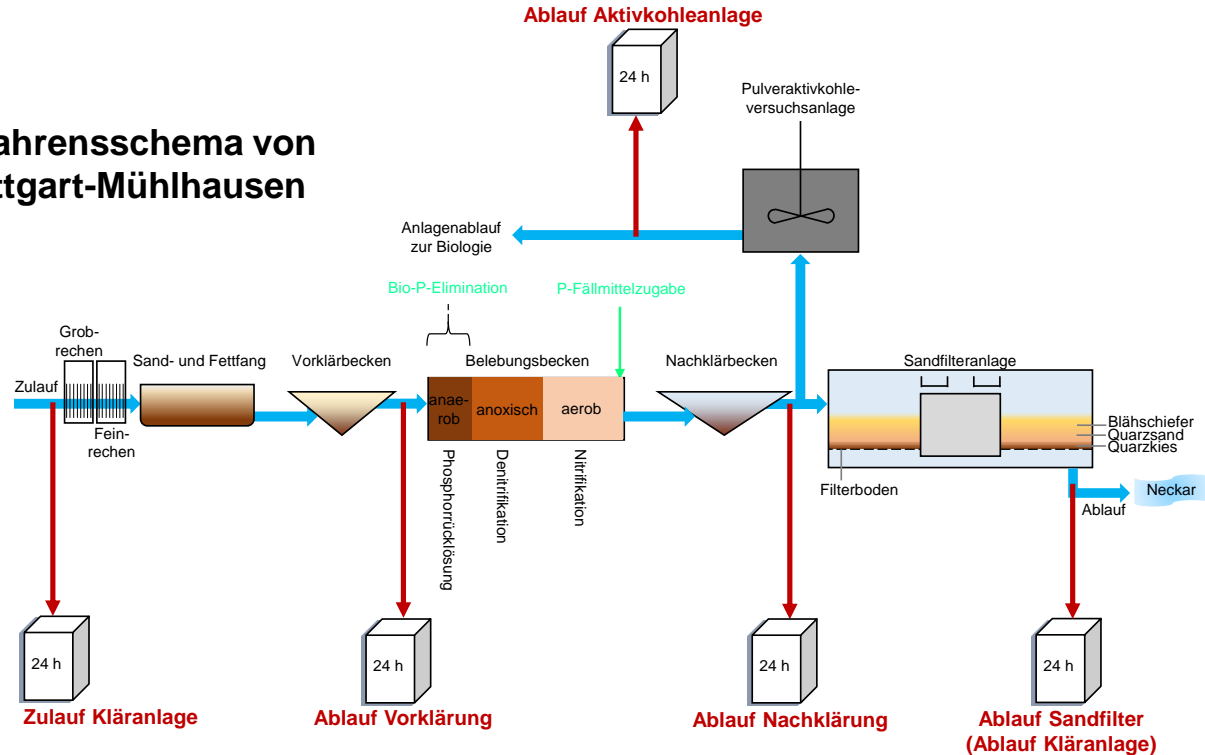 Ablauf Aktivkohleanlage
24 h
Pulveraktivkohle-
versuchsanlage
ahrensschema von
ttgart-Mühlhausen
Anlagenablauf
zur Biologie
Bio-P-Elimination
P-Fällmittelzugabe
Grob-
rechen
Sand- und Fettfang
Vorklärbecken
Belebungsbecken
Nachklärbecken
Sandfilteranlage
Zulauf
anae-
rob
anoxisch
aerob
Fein-
rechen
Blähschiefer
Quarzsand
Quarzkies
Phosphorrücklösung
Denitrifikation
Nitrifikation
Filterboden
Neckar
Ablauf
24 h
24 h
24 h
24 h
Zulauf Kläranlage
Ablauf Vorklärung
Ablauf Nachklärung
Ablauf Sandfilter
(Ablauf Kläranlage)